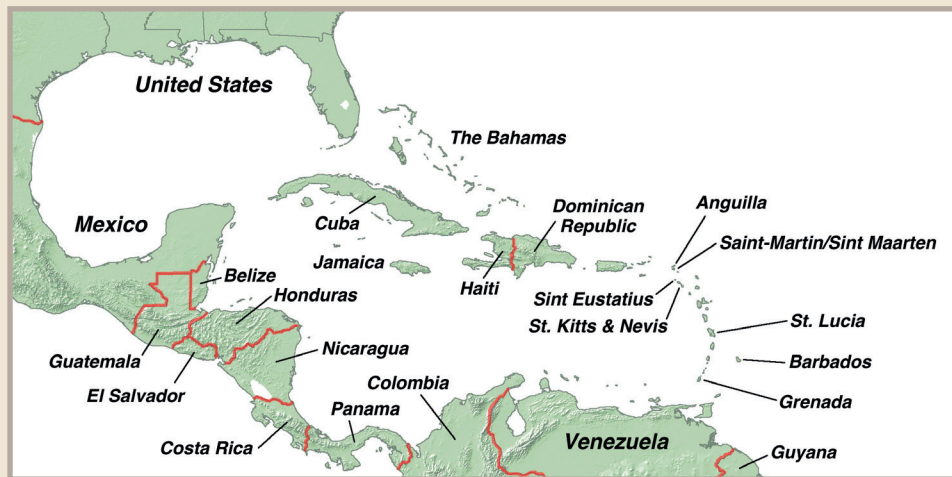 United States
The Bahamas
Mexico
Cuba
Dominican
Republic
Anguilla
Saint-Martin/Sint Maarten
Jamaica
Belize
Haiti
Honduras
Sint Eustatius
St. Kitts & Nevis
St. Lucia
Guatemala
Nicaragua
Barbados
El Salvador
Colombia
Grenada
Panama
Costa Rica
Venezuela
Guyana